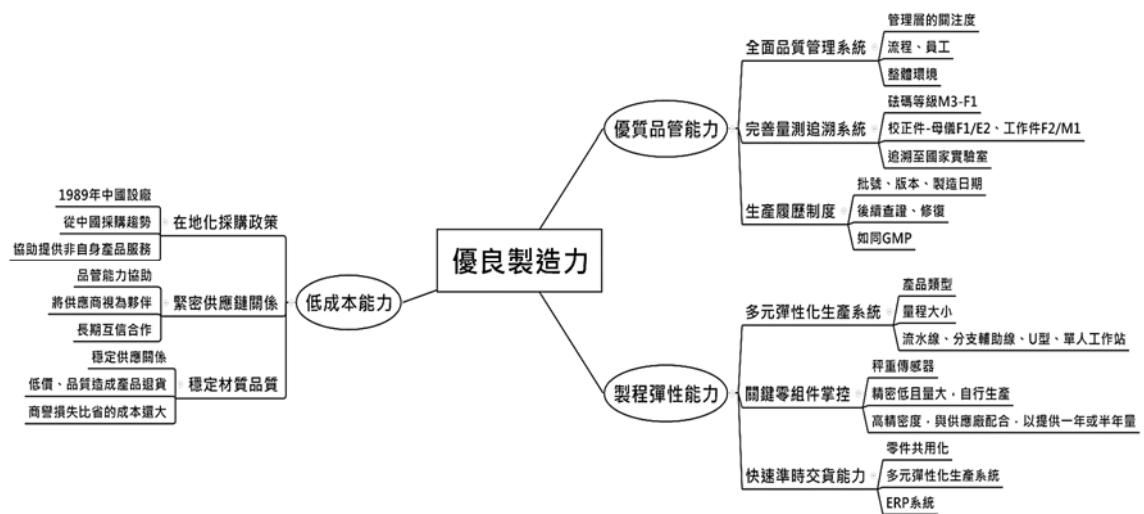 優良製造力
優質品管能力
全面品質管理系統
管理層的關注度
流程、員工
整體環境
完善量測追溯系統
砝碼等級M3-F1
校正件-母儀F1/E2、工作件F2/M1
追溯至國家實驗室
生產履歷制度
批號、版本、製造日期
後續查證、修復
如同GMP
製程彈性能力
多元彈性化生產系統
產品類型
量程大小
流水線、分支輔助線、U型、單人工作站
關鍵零組件掌控
秤重傳感器
精密低且量大，自行生產
高精密度，與供應廠配合，以提供一年或半年量
快速準時交貨能力
零件共用化
多元彈性化生產系統
ERP系統
低成本能力
在地化採購政策
1989年中國設廠
從中國採購趨勢
協助提供非自身產品服務
緊密供應鏈關係
品管能力協助
將供應商視為夥伴
長期互信合作
穩定材質品質
穩定供應關係
低價、品質造成產品退貨
商譽損失比省的成本還大